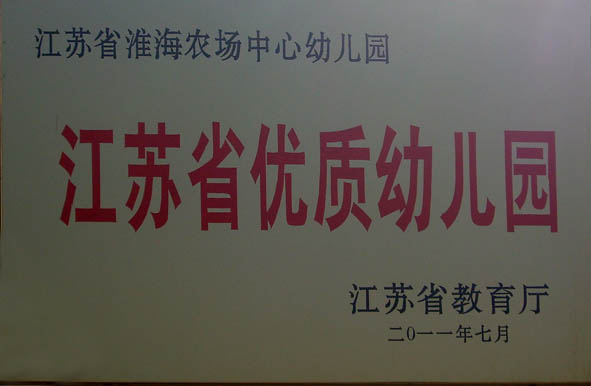 江苏省淮海农场中心幼儿园
江苏省优质幼儿园
江苏省教育厅
二〇一一年七月